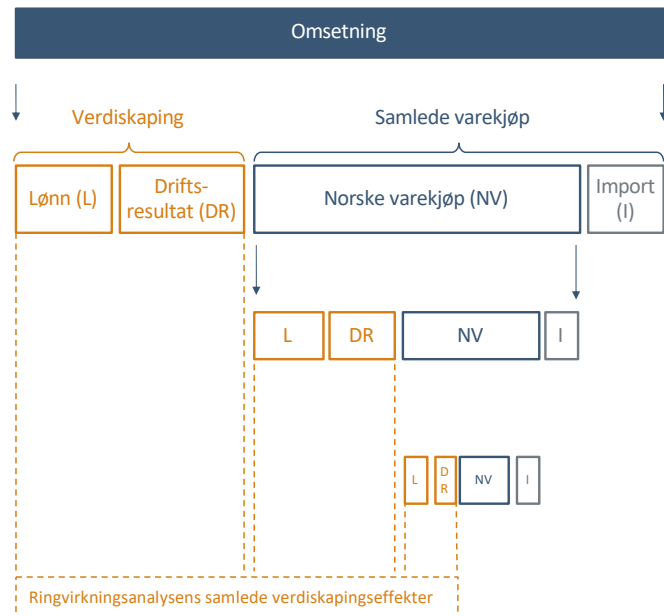 Omsetning
Verdiskaping
Samlede varekjøp
Lønn (L)
Drifts-
resultat (DR)
Norske varekjøp (NV)
Import
(I)
L
DR
NV
I
L
D
R
NV
I
Ringvirkningsanalysens samlede verdiskapingseffekter